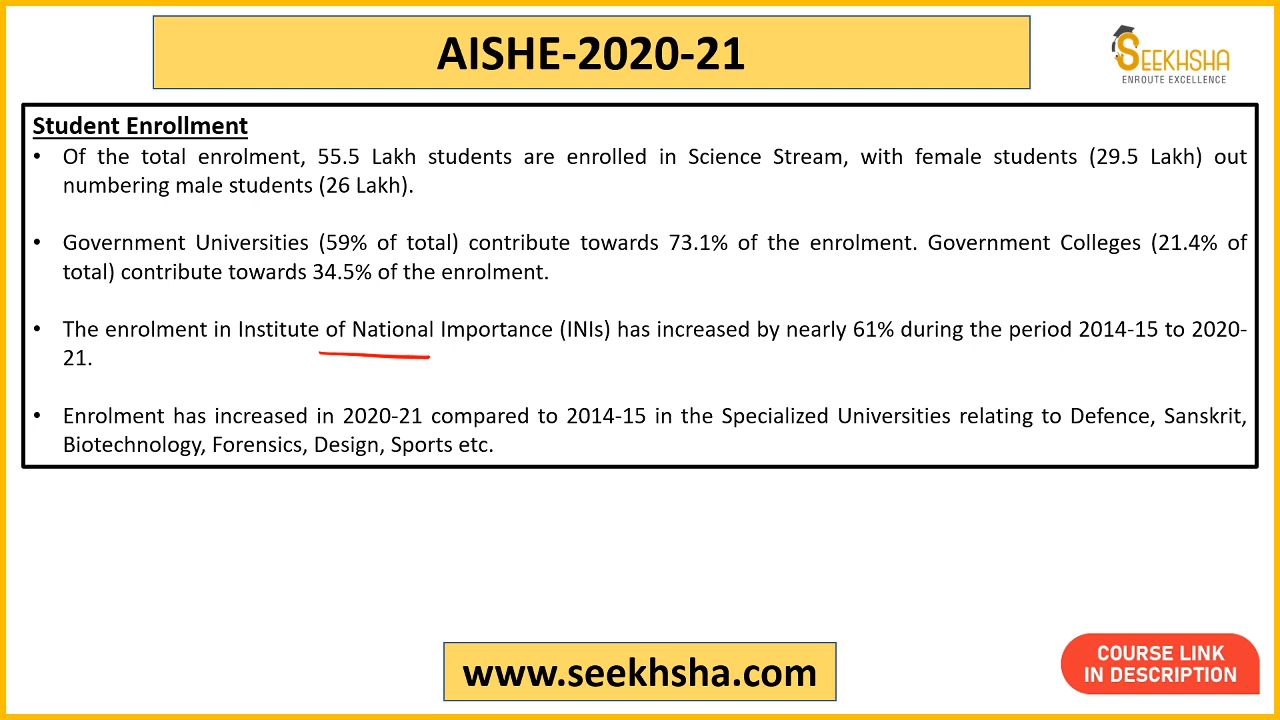 AISHE-2020-21
SEEKHSHA
ENROUTE EXCELLENCE
Student Enrollment
• Of the total enrolment, 55.5 Lakh students are enrolled in Science Stream, with female students (29.5 Lakh) out
numbering male students (26 Lakh).
• Government Universities (59% of total) contribute towards 73.1% of the enrolment. Government Colleges (21.4% of
total) contribute towards 34.5% of the enrolment.
• The enrolment in Institute of National Importance (INIs) has increased by nearly 61% during the period 2014-15 to 2020-
21.
• Enrolment has increased in 2020-21 compared to 2014-15 in the Specialized Universities relating to Defence, Sanskrit,
Biotechnology, Forensics, Design, Sports etc.
www.seekhsha.com
COURSE LINK
IN DESCRIPTION